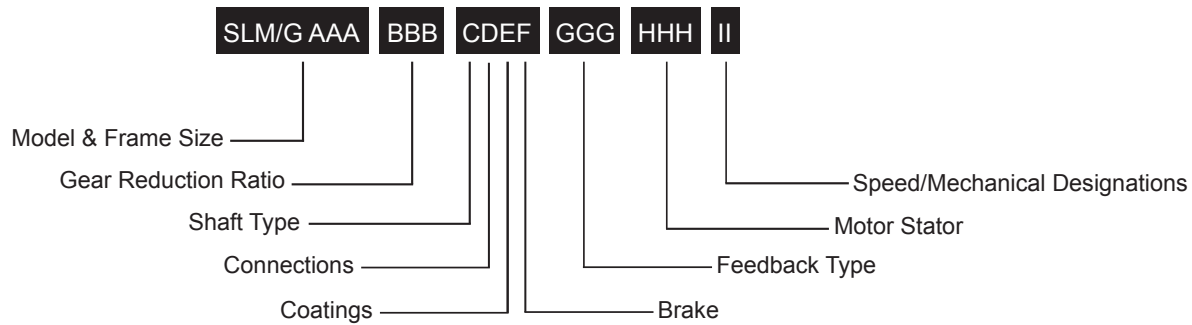 SLM/G AAA BBB CDEF GGG HHH II
Model & Frame Size
Gear Reduction Ratio
Speed/Mechanical Designations
Shaft Type
Motor Stator
Connections
Feedback Type
Coatings
Brake